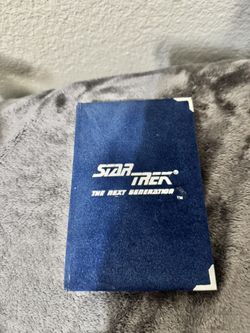 STAR
TREK®
THE NEXT GENERATION
™